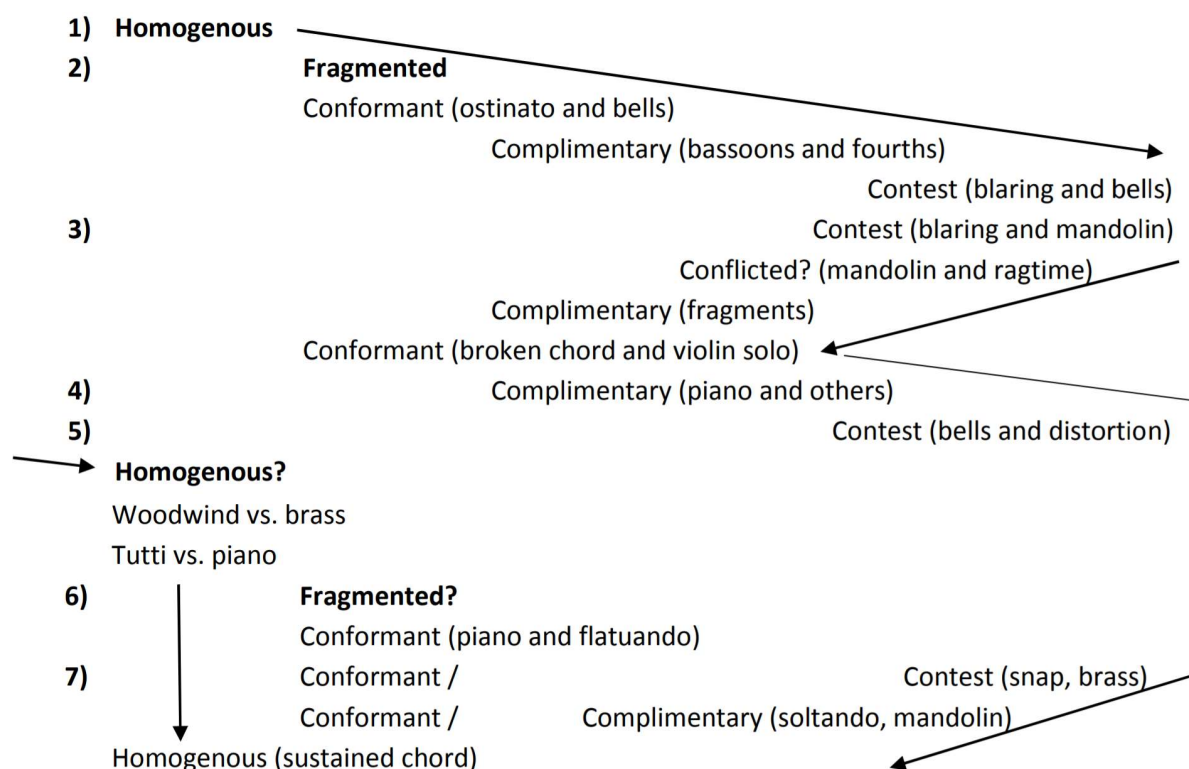 1) Homogenous
2) Fragmented
Conformant (ostinato and bells)
Complimentary (bassoons and fourths)
Contest (blaring and bells)
3) Contest (blaring and mandolin)
Conflicted? (mandolin and ragtime)
Complimentary (fragments)
Conformant (broken chord and violin solo)
4) Complimentary (piano and others)
5) Contest (bells and distortion)
Homogenous?
Woodwind vs. brass
Tutti vs. piano
6) Fragmented?
Conformant (piano and flatuando)
7) Conformant / Contest (snap, brass)
Conformant / Complimentary (soltando, mandolin)
Homogenous (sustained chord)